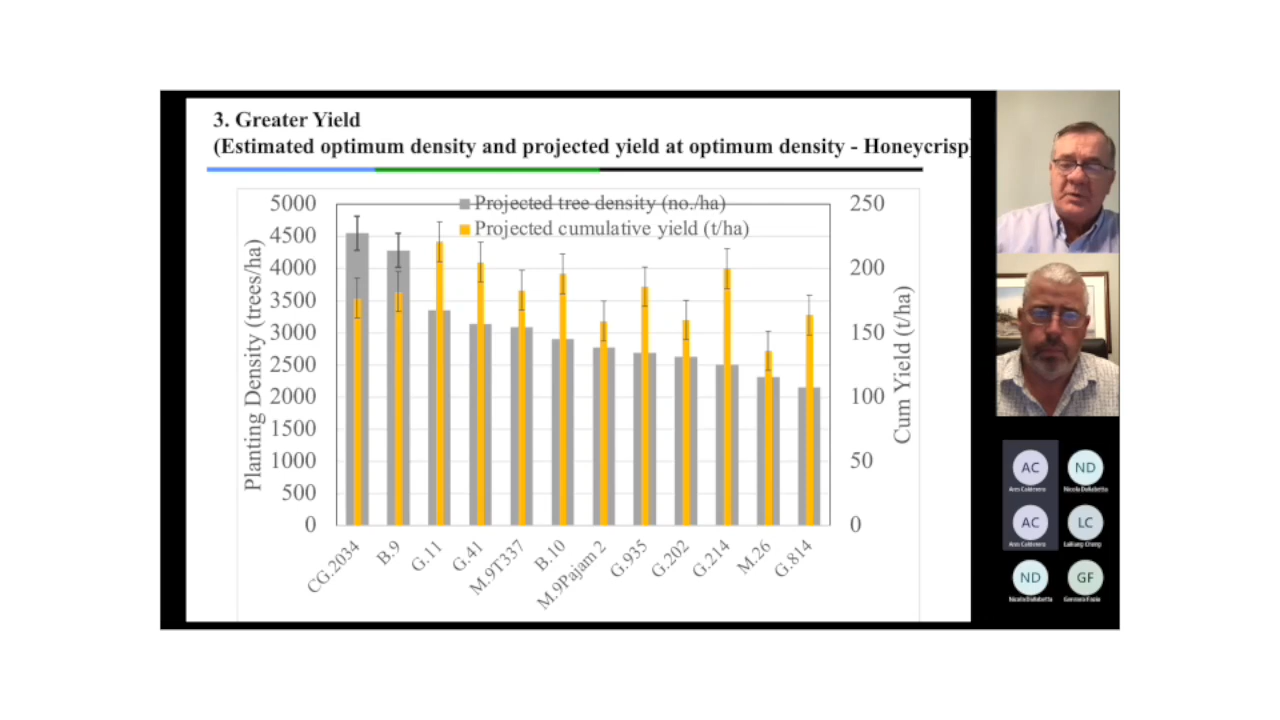 3. Greater Yield
(Estimated optimum density and projected yield at optimum density - Honeycrisp)
Projected tree density (no./ha)
Projected cumulative yield (t/ha)
Planting Density (trees/ha)
5000
4500
4000
3500
3000
2500
2000
1500
1000
500
0
250
200
150
100
50
0
Cum Yield (t/ha)
CG.2034
B.9
G.11
G.41
M.9T337
B.10
M.9Pajam 2
G.935
G.202
G.214
M.26
G.814
AC
ND
AC
LC
ND
GF